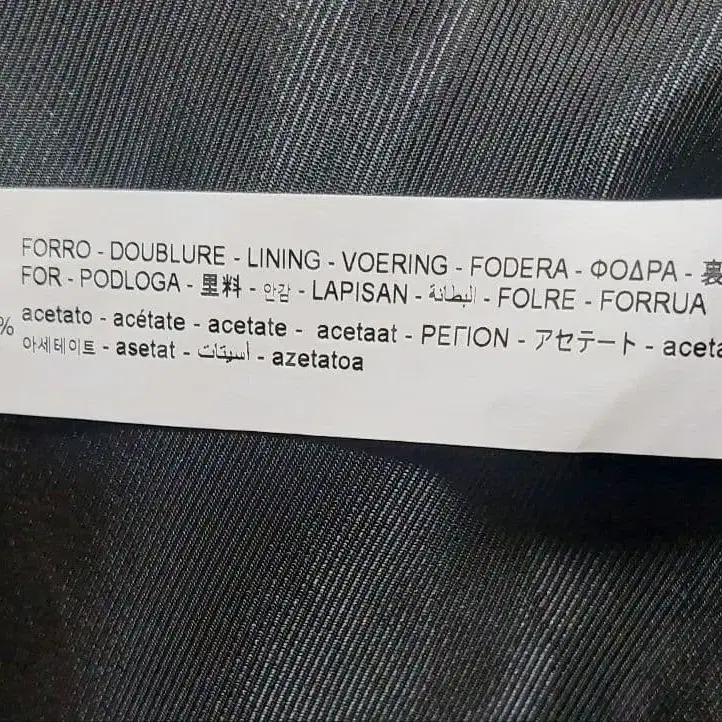 FORRO - DOUBLURE - LINING - VOERING - FODERA - ΦΟΔΡΑ - 裏
FOR - PODLOGA - 里料 - 안감 - LAPISAN - البطانة - FOLRE - FORRUA
% acetato - acétate - acetate - acetaat - ΡΕΓΙΟΝ - アセテート - aceta
아세테이트 - asetat - أسيتات - azetatoa